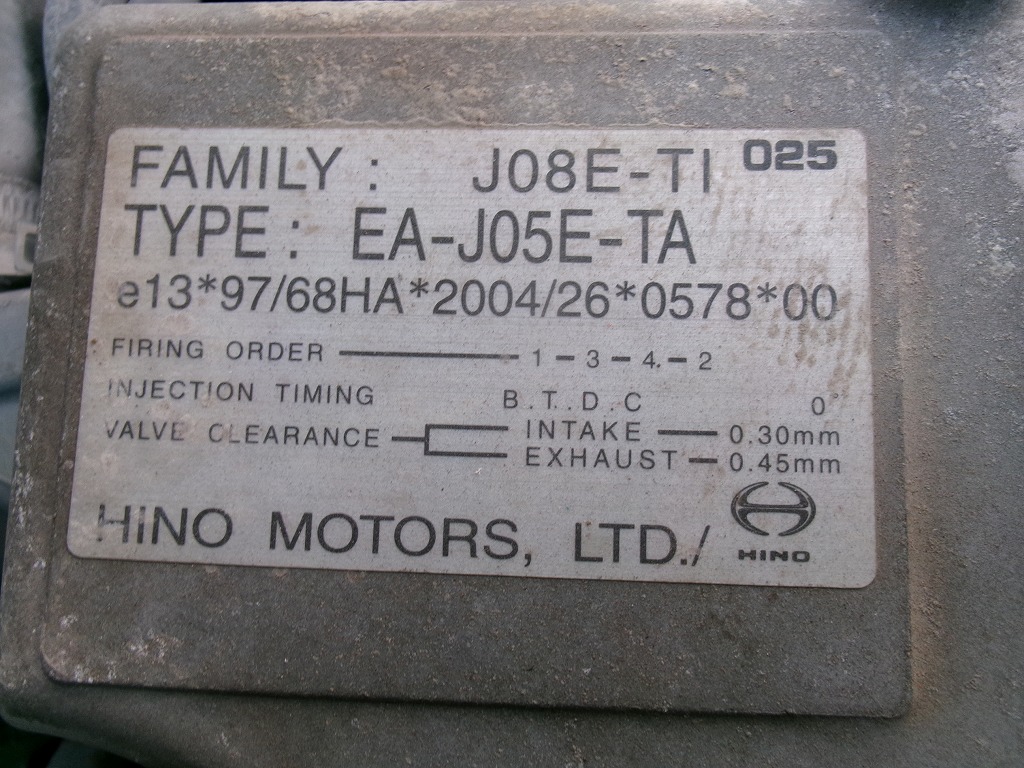 FAMILY : J08E-TI 025
TYPE : EA-J05E-TA
e13*97/68HA*2004/26*0578*00
FIRING ORDER 1-3-4-2
INJECTION TIMING B.T.D.C 0°
VALVE CLEARANCE INTAKE 0.30mm
EXHAUST 0.45mm
HINO MOTORS, LTD./
HINO